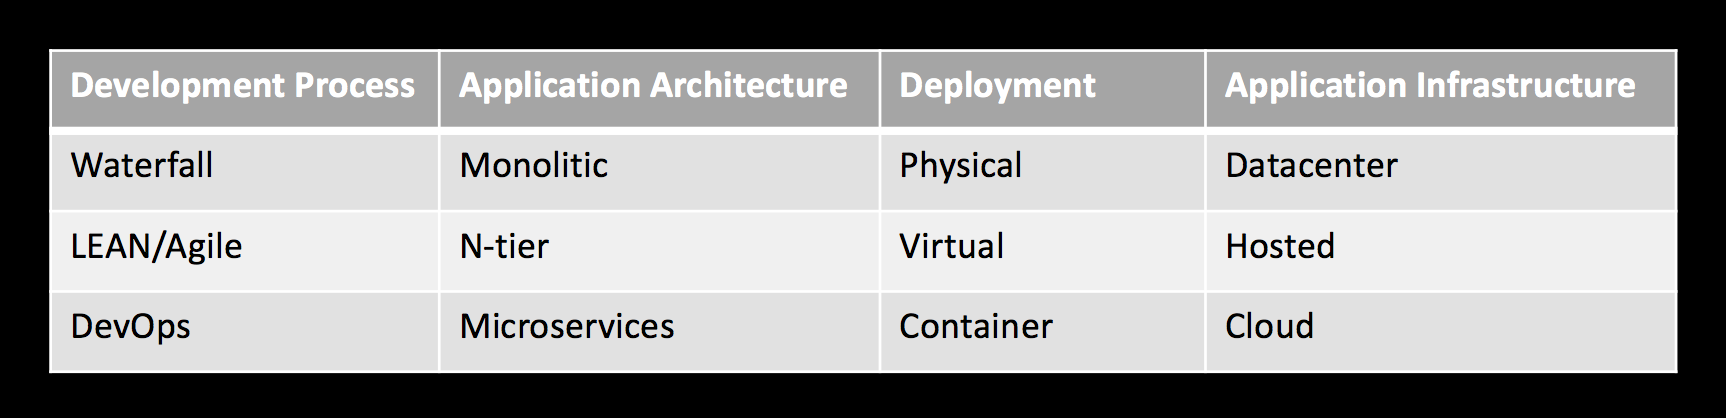 Development Process Application Architecture Deployment Application Infrastructure
Waterfall Monolitic Physical Datacenter
LEAN/Agile N-tier Virtual Hosted
DevOps Microservices Container Cloud